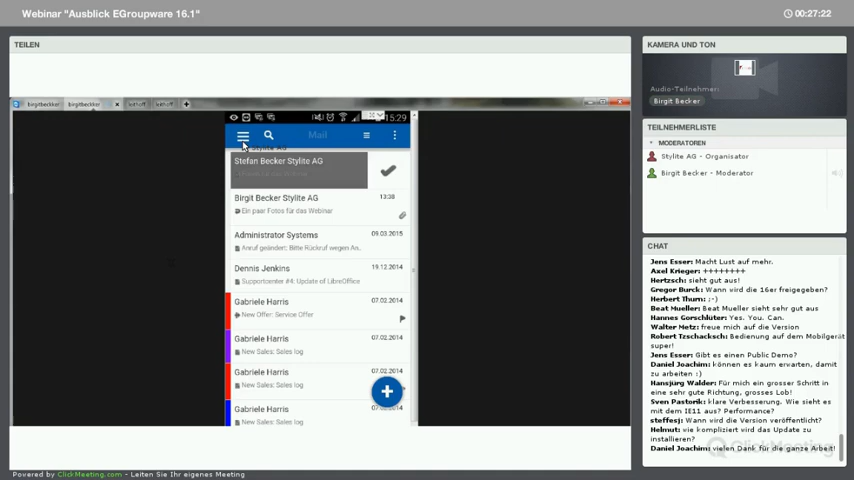 Webinar "Ausblick EGroupware 16.1"
00:27:22
TEILEN
birgitbeckker birgitbeckker × kithoff kithoff
15:29
Mail
Stylite AG
Stefan Becker Stylite AG
Birgit Becker Stylite AG 13:38
Ein paar Fotos für das Webinar
Administrator Systems 09.03.2015
Anruf geändert: Bitte Rückruf wegen An..
Dennis Jenkins 19.12.2014
Supportcenter #4: Update of LibreOffice
Gabriele Harris 07.02.2014
New Offer: Service Offer
Gabriele Harris 07.02.2014
New Sales: Sales log
Gabriele Harris 07.02.2014
New Sales: Sales log
Gabriele Harris
New Sales: Sales log
KAMERA UND TON
Audio-Teilnehmer:
Birgit Becker
TEILNEHMERLISTE
MODERATOREN
Stylite AG - Organisator
Birgit Becker - Moderator
CHAT
Jens Esser: Macht Lust auf mehr.
Axel Krieger: ++++++++
Hertzsch: sieht gut aus!
Gregor Burck: Wann wird die 16er freigegeben?
Herbert Thum: ;-)
Beat Mueller: Beat Mueller sieht sehr gut aus
Hannes Gorschlüter: Yes. You. Can.
Walter Metz: freue mich auf die Version
Robert Tzschacksch: Bedienung auf dem Mobilgerät
super!
Jens Esser: Gibt es einen Public Demo?
Daniel Joachim: können es kaum erwarten, damit
zu arbeiten :)
Hansjürg Walder: Für mich ein grosser Schritt in
eine sehr gute Richtung, grosses Lob!
Sven Pastorik: klare Verbesserung. Wie sieht es
mit dem IE11 aus? Performance?
steffesj: Wann wird die Version veröffentlicht?
Helmut: wie kompliziert wird das Update zu
installieren?
Daniel Joachim: vielen Dank für die ganze Arbeit!
ClickMeeting
Powered by ClickMeeting.com - Leiten Sie Ihr eigenes Meeting